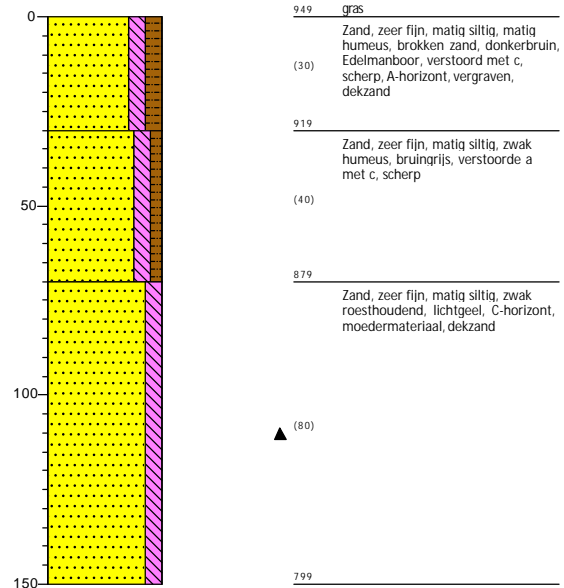 0
949 gras
Zand, zeer fijn, matig siltig, matig
humeus, brokken zand, donkerbruin,
Edelmanboor, verstoord met c,
scherp, A-horizont, vergraven,
dekzand
(30)
919
Zand, zeer fijn, matig siltig, zwak
humeus, bruingrijs, verstoorde a
met c, scherp
50
(40)
879
Zand, zeer fijn, matig siltig, zwak
roesthoudend, lichtgeel, C-horizont,
moedermateriaal, dekzand
100
(80)
799
150